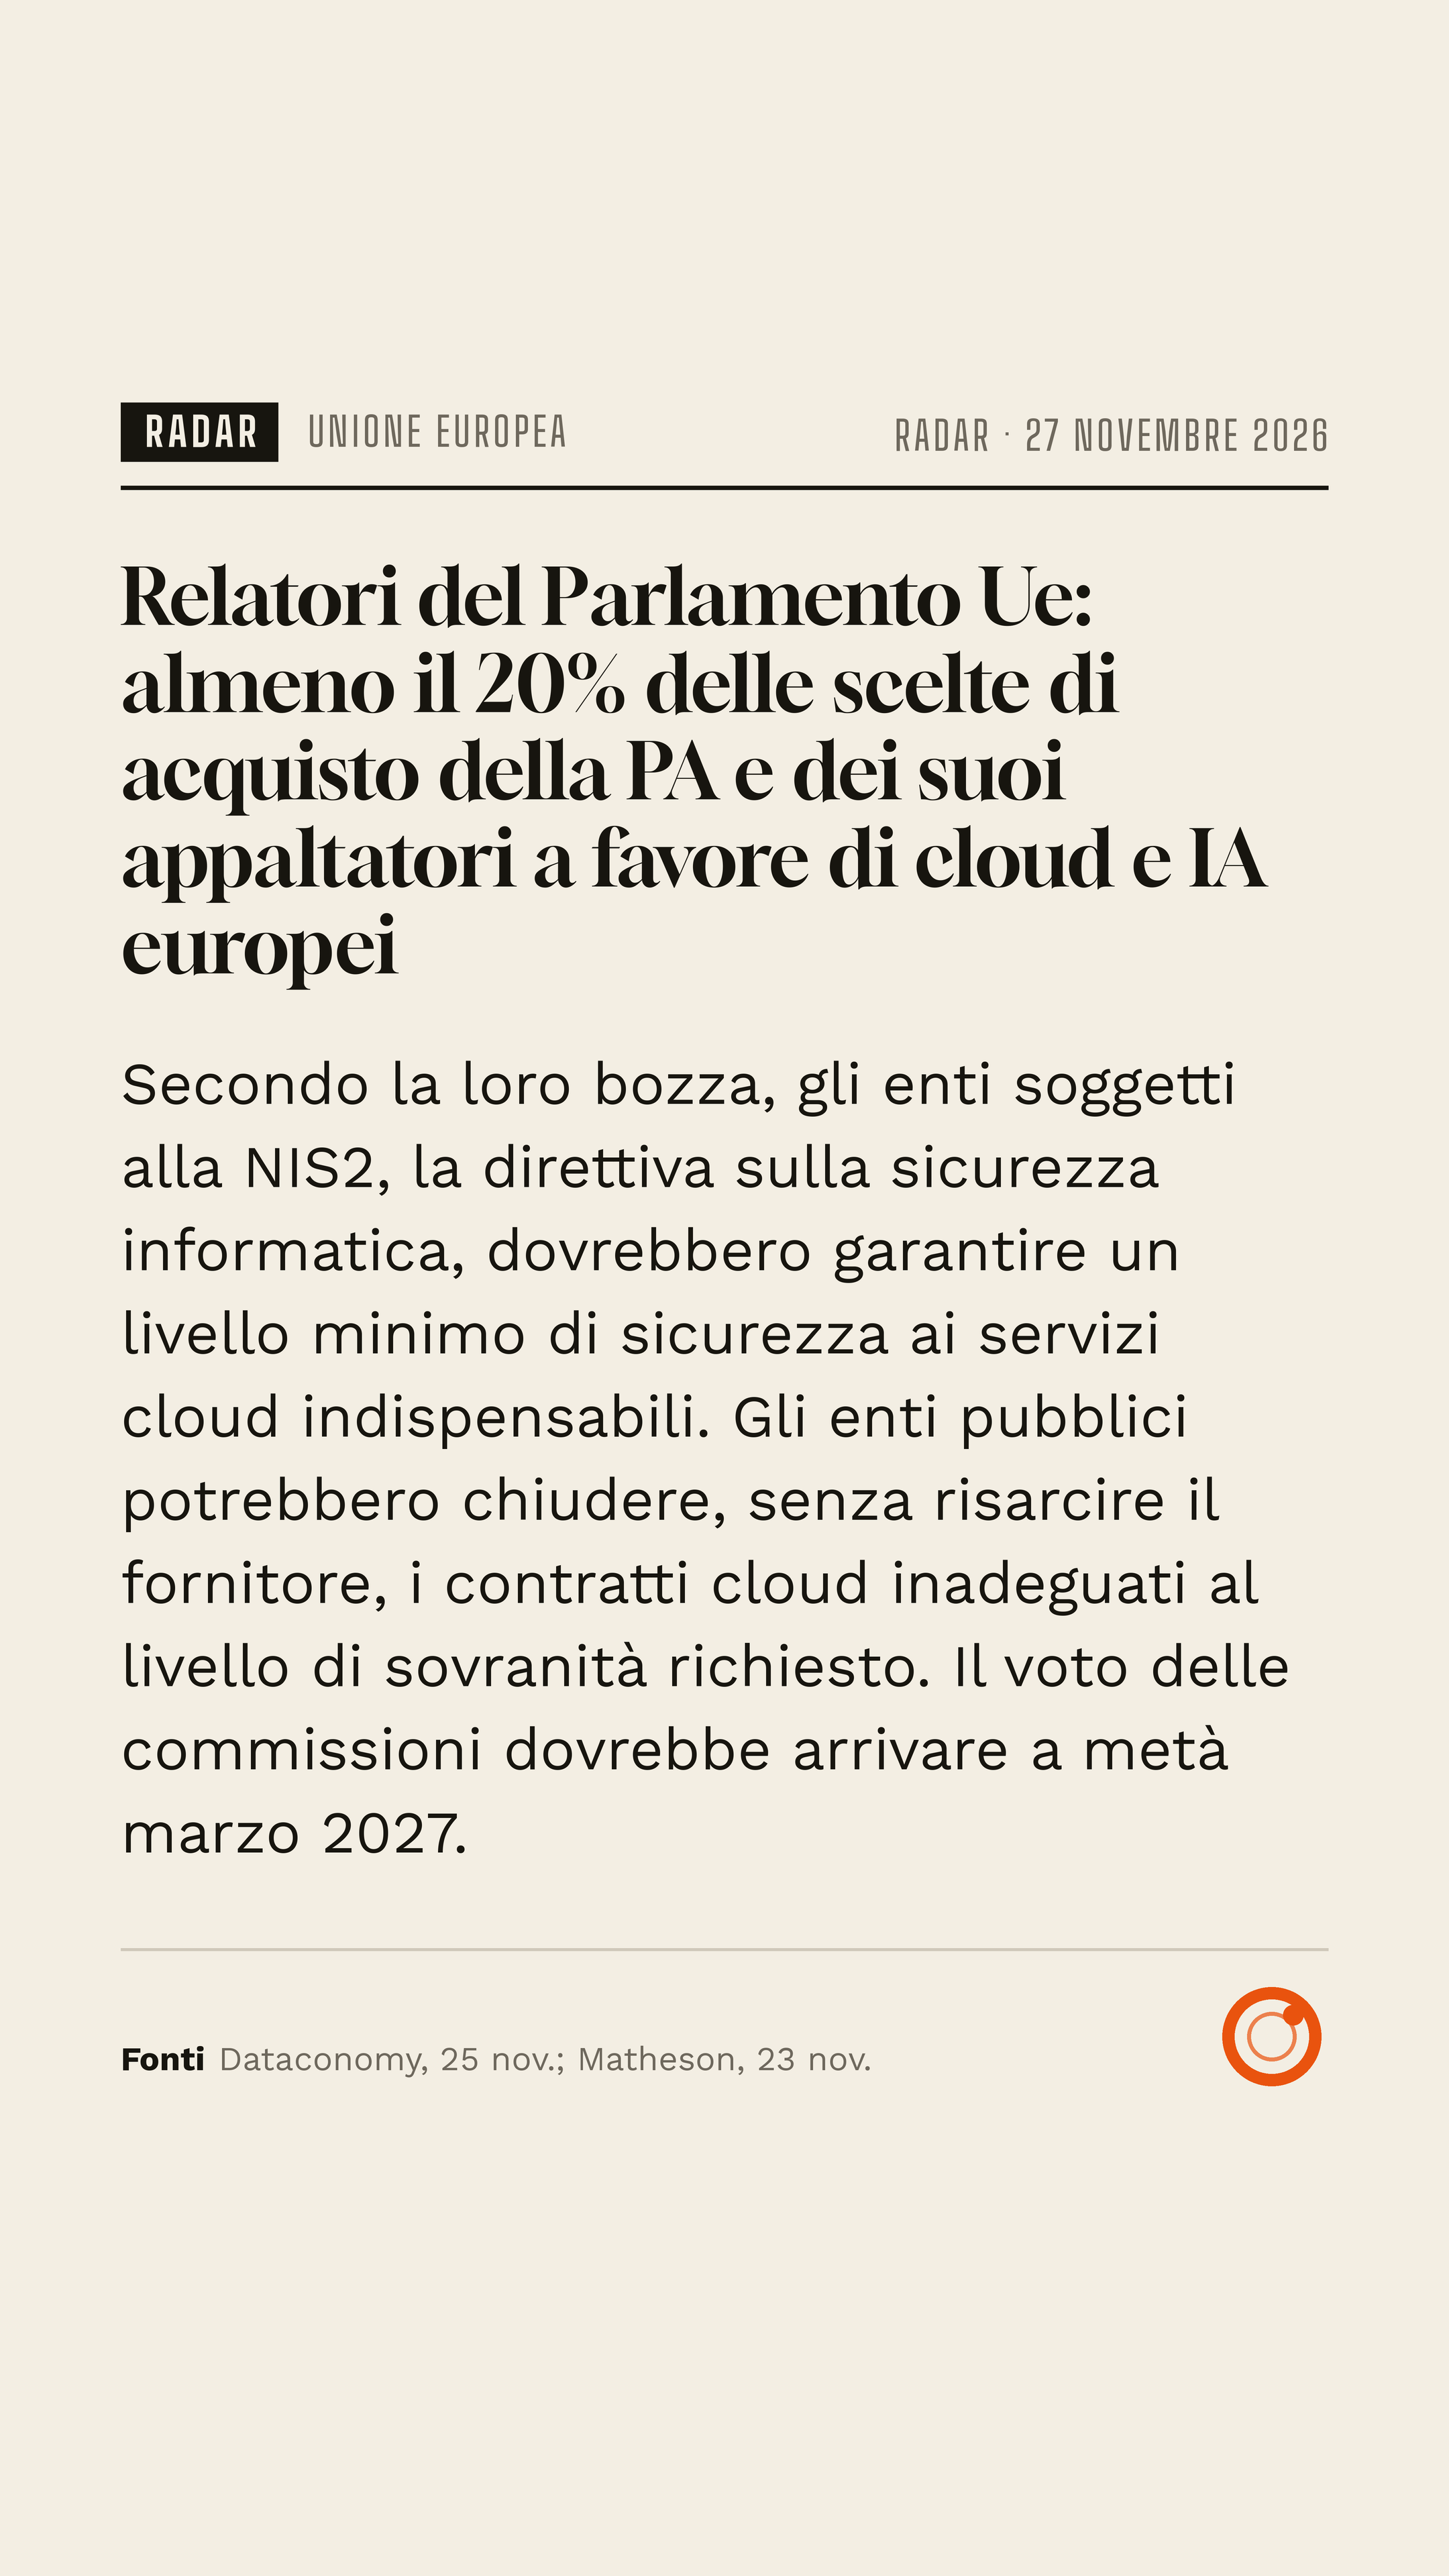 RADAR UNIONE EUROPEA RADAR · 27 NOVEMBRE 2026
Relatori del Parlamento Ue:
almeno il 20% delle scelte di
acquisto della PA e dei suoi
appaltatori a favore di cloud e IA
europei
Secondo la loro bozza, gli enti soggetti
alla NIS2, la direttiva sulla sicurezza
informatica, dovrebbero garantire un
livello minimo di sicurezza ai servizi
cloud indispensabili. Gli enti pubblici
potrebbero chiudere, senza risarcire il
fornitore, i contratti cloud inadeguati al
livello di sovranità richiesto. Il voto delle
commissioni dovrebbe arrivare a metà
marzo 2027.
Fonti Dataconomy, 25 nov.; Matheson, 23 nov.